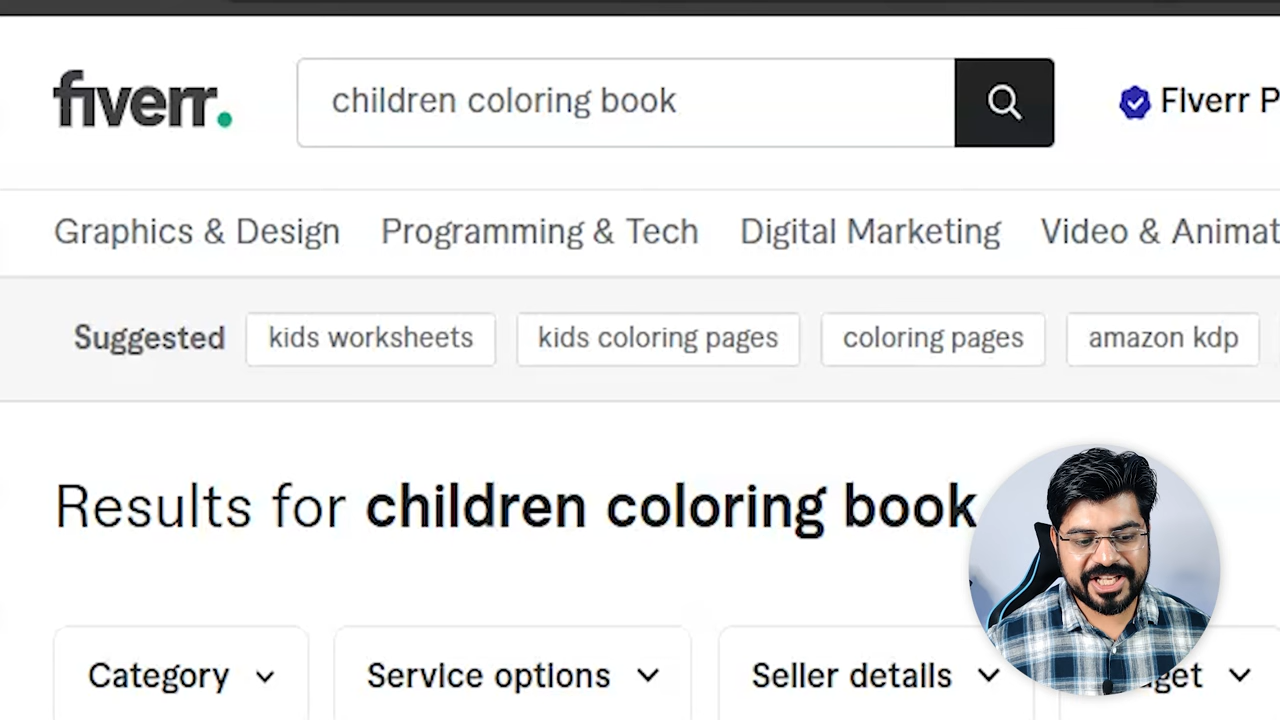 fiverr.
children coloring book
Fiverr P
Graphics & Design Programming & Tech Digital Marketing Video & Animat
Suggested kids worksheets kids coloring pages coloring pages amazon kdp
Results for children coloring book
Category Service options Seller details